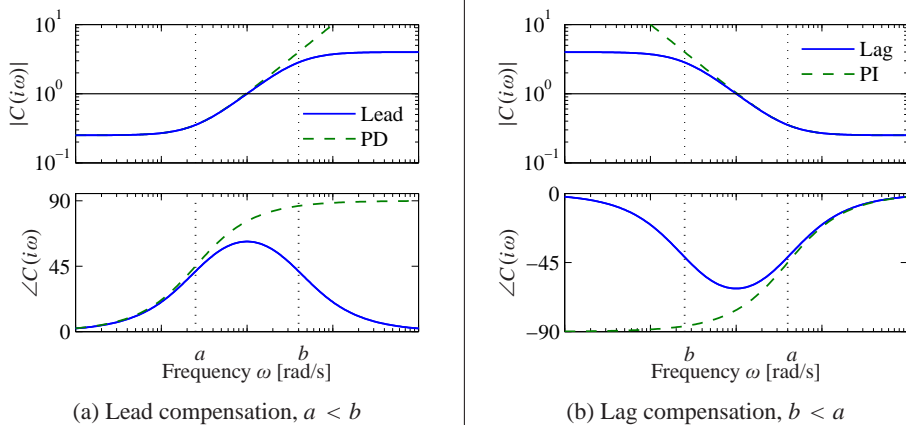 10^1
10^0
10^-1
|C(iω)|
Lead
PD
90
45
0
∠C(iω)
a
b
Frequency ω [rad/s]
(a) Lead compensation, a < b
10^1
10^0
10^-1
|C(iω)|
Lag
PI
0
−45
−90
∠C(iω)
b
a
Frequency ω [rad/s]
(b) Lag compensation, b < a